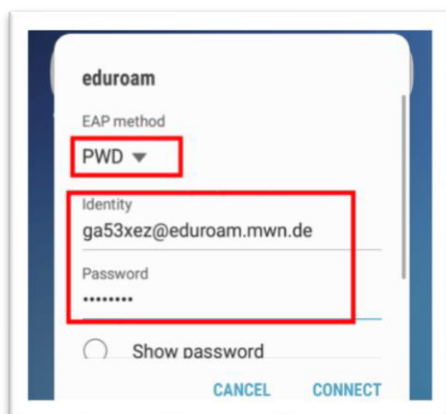 eduroam
EAP method
PWD
Identity
ga53xez@eduroam.mwn.de
Password
••••••••
Show password
CANCEL CONNECT